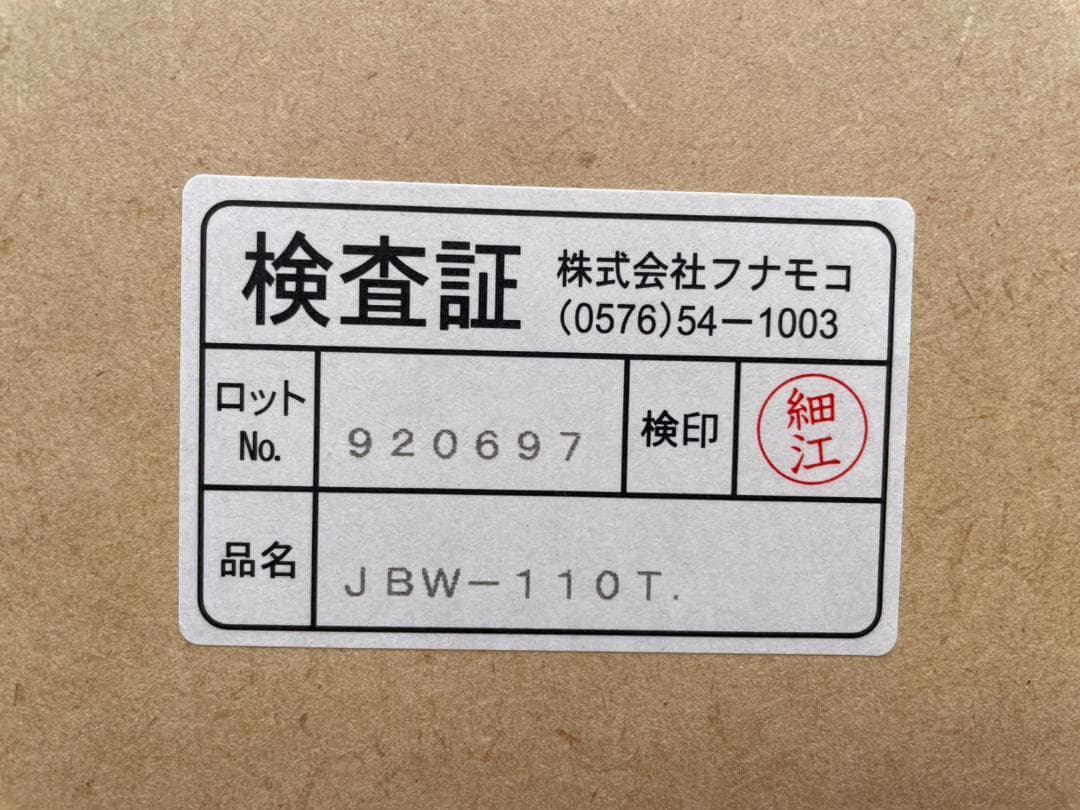 検査証
株式会社フナモコ
(0576)54－1003
ロット
No.
920697
検印
細江
品名
JBW－110T.